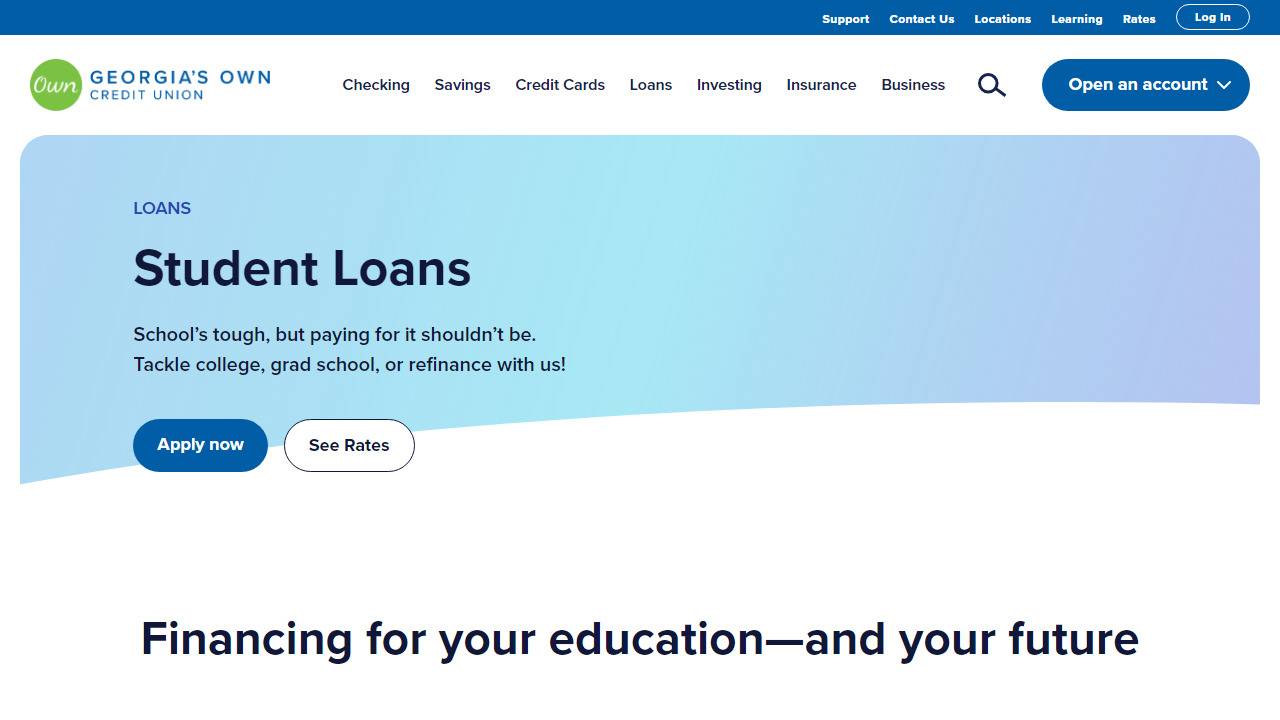 Support Contact Us Locations Learning Rates Log In
Own GEORGIA'S OWN
CREDIT UNION
Checking Savings Credit Cards Loans Investing Insurance Business Open an account
LOANS
Student Loans
School’s tough, but paying for it shouldn’t be.
Tackle college, grad school, or refinance with us!
Apply now See Rates
Financing for your education—and your future